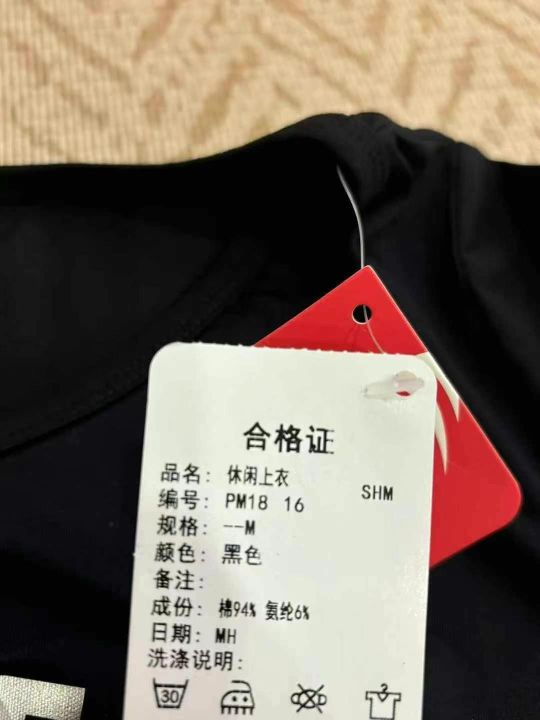 合格证
品名: 休闲上衣
SHM
编号: PM18 16
规格: --M
颜色: 黑色
备注:
成份: 棉94% 氨纶6%
日期: MH
洗涤说明:
30
2